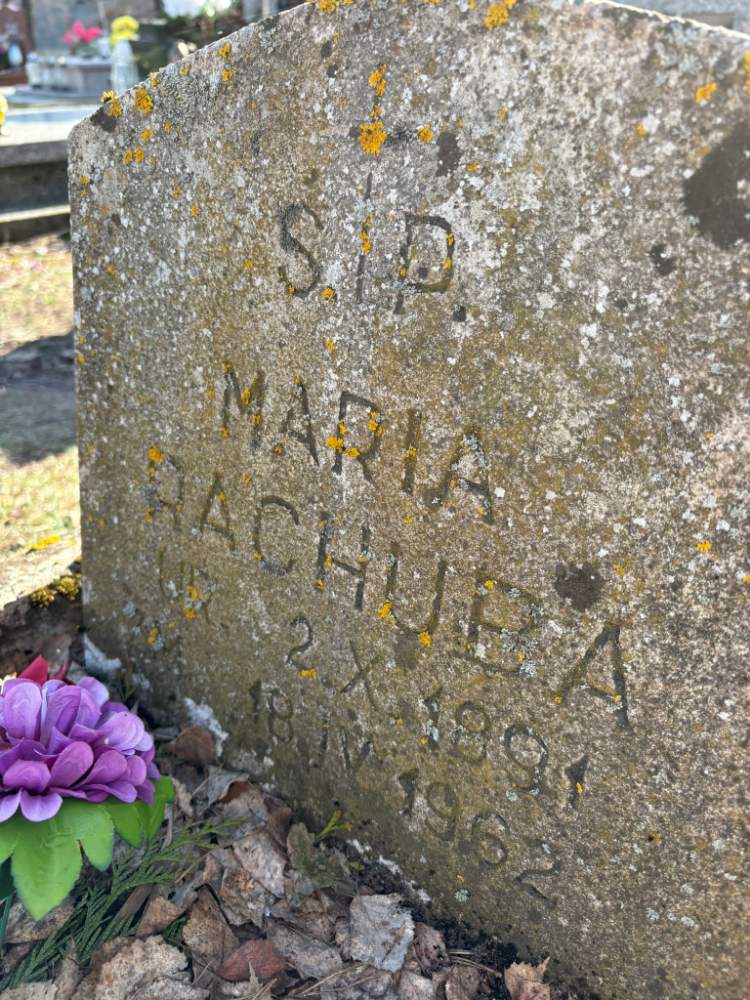 Ś.P.
MARIA
RACHUBA
UR. 2 X 1891
18 IV 1962